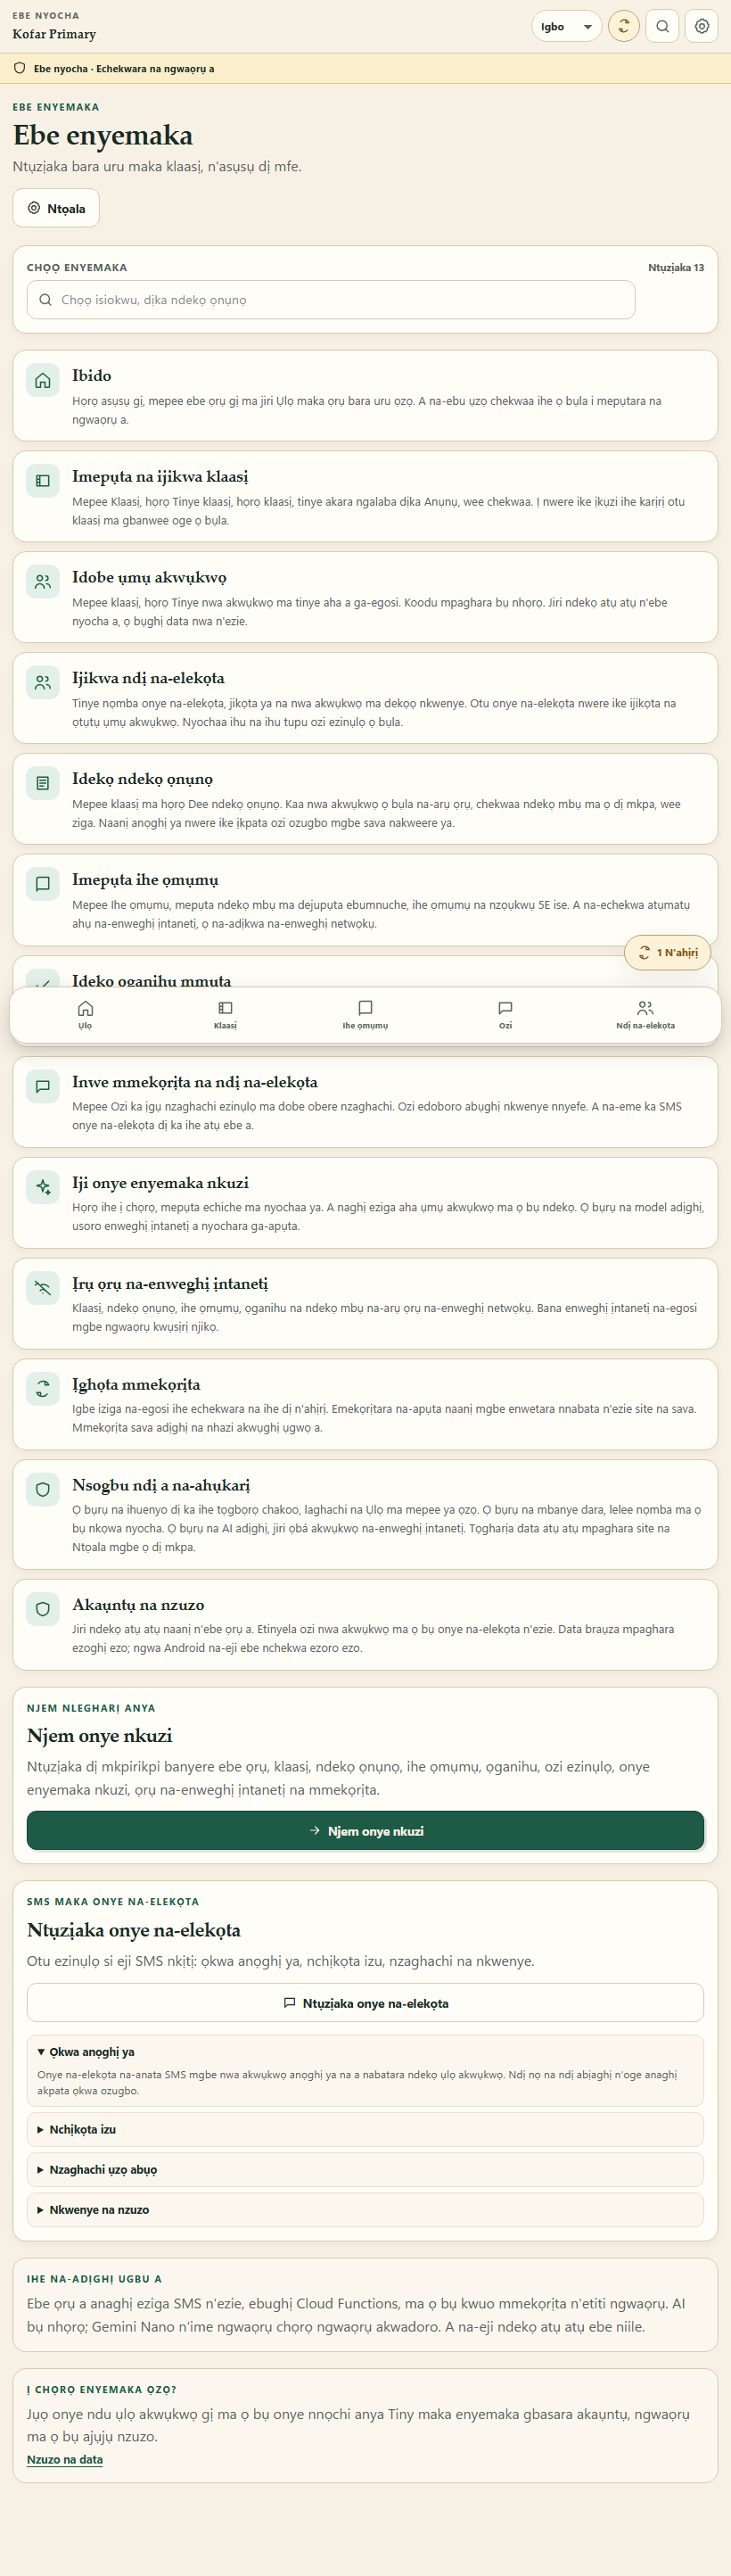 EBE NYOCHA
Kofar Primary
Igbo
Ebe nyocha · Echekwara na ngwaọrụ a
EBE ENYEMAKA
Ebe enyemaka
Ntụzịaka bara uru maka klaasị, n'asụsụ dị mfe.
Ntọala
CHỌỌ ENYEMAKA
Ntụzịaka 13
Chọọ isiokwu, dịka ndekọ ọnụnọ
Ibido
Họrọ asụsụ gị, mepee ebe ọrụ gị ma jiri Ụlọ maka ọrụ bara uru ọzọ. A na-ebu ụzọ chekwaa ihe ọ bụla i mepụtara na
ngwaọrụ a.
Imepụta na ijikwa klaasị
Mepee Klaasị, họrọ Tinye klaasị, họrọ klaasị, tinye akara ngalaba dịka Anụnụ, wee chekwaa. Ị nwere ike ịkụzi ihe karịrị otu
klaasị ma gbanwee oge ọ bụla.
Idobe ụmụ akwụkwọ
Mepee klaasị, họrọ Tinye nwa akwụkwọ ma tinye aha a ga-egosi. Koodu mpaghara bụ nhọrọ. Jiri ndekọ atụ atụ n'ebe
nyocha a, ọ bụghị data nwa n'ezie.
Ijikwa ndị na-elekọta
Tinye nọmba onye na-elekọta, jikọta ya na nwa akwụkwọ ma dekọọ nkwenye. Otu onye na-elekọta nwere ike ijikọta na
ọtụtụ ụmụ akwụkwọ. Nyochaa ihu na ihu tupu ozi ezinụlọ ọ bụla.
Idekọ ndekọ ọnụnọ
Mepee klaasị ma họrọ Dee ndekọ ọnụnọ. Kaa nwa akwụkwọ ọ bụla na-arụ ọrụ, chekwaa ndekọ mbụ ma ọ dị mkpa, wee
ziga. Naanị anọghị ya nwere ike ịkpata ozi ozugbo mgbe sava nakweere ya.
Imepụta ihe ọmụmụ
Mepee Ihe ọmụmụ, mepụta ndekọ mbụ ma dejupụta ebumnuche, ihe ọmụmụ na nzọụkwụ 5E ise. A na-echekwa atụmatụ
ahụ na-enweghị ịntanetị, ọ na-adịkwa na-enweghị netwọkụ.
1 N'ahịrị
Idekọ ọganihu mmụta
Ụlọ
Klaasị
Ihe ọmụmụ
Ozi
Ndị na-elekọta
Inwe mmekọrịta na ndị na-elekọta
Mepee Ozi ka ịgụ nzaghachi ezinụlọ ma dobe obere nzaghachi. Ozi edoboro abụghị nkwenye nnyefe. A na-eme ka SMS
onye na-elekọta dị ka ihe atụ ebe a.
Iji onye enyemaka nkuzi
Họrọ ihe ị chọrọ, mepụta echiche ma nyochaa ya. A naghị eziga aha ụmụ akwụkwọ ma ọ bụ ndekọ. Ọ bụrụ na model adịghị,
usoro enweghị ịntanetị a nyochara ga-apụta.
Ịrụ ọrụ na-enweghị ịntanetị
Klaasị, ndekọ ọnụnọ, ihe ọmụmụ, ọganihu na ndekọ mbụ na-arụ ọrụ na-enweghị netwọkụ. Bana enweghị ịntanetị na-egosi
mgbe ngwaọrụ kwụsịrị njikọ.
Ịghọta mmekọrịta
Igbe iziga na-egosi ihe echekwara na ihe dị n'ahịrị. Emekọrịtara na-apụta naanị mgbe enwetara nnabata n'ezie site na sava.
Mmekọrịta sava adịghị na nhazi akwụghị ụgwọ a.
Nsogbu ndị a na-ahụkarị
Ọ bụrụ na ihuenyo dị ka ihe tọgbọrọ chakoo, laghachi na Ụlọ ma mepee ya ọzọ. Ọ bụrụ na mbanye dara, lelee nọmba ma ọ
bụ nkọwa nyocha. Ọ bụrụ na AI adịghị, jiri ọbá akwụkwọ na-enweghị ịntanetị. Tọgharịa data atụ atụ mpaghara site na
Ntọala mgbe ọ dị mkpa.
Akaụntụ na nzuzo
Jiri ndekọ atụ atụ naanị n'ebe ọrụ a. Etinyela ozi nwa akwụkwọ ma ọ bụ onye na-elekọta n'ezie. Data braụza mpaghara
ezoghị ezo; ngwa Android na-eji ebe nchekwa ezoro ezo.
NJEM NLEGHARỊ ANYA
Njem onye nkuzi
Ntụzịaka dị mkpirikpi banyere ebe ọrụ, klaasị, ndekọ ọnụnọ, ihe ọmụmụ, ọganihu, ozi ezinụlọ, onye
enyemaka nkuzi, ọrụ na-enweghị ịntanetị na mmekọrịta.
Njem onye nkuzi
SMS MAKA ONYE NA-ELEKỌTA
Ntụzịaka onye na-elekọta
Otu ezinụlọ si eji SMS nkịtị: ọkwa anọghị ya, nchịkọta izu, nzaghachi na nkwenye.
Ntụzịaka onye na-elekọta
Ọkwa anọghị ya
Onye na-elekọta na-anata SMS mgbe nwa akwụkwọ anọghị ya na a nabatara ndekọ ụlọ akwụkwọ. Ndị nọ na ndị abịaghị n'oge anaghị
akpata ọkwa ozugbo.
Nchịkọta izu
Nzaghachi ụzọ abụọ
Nkwenye na nzuzo
IHE NA-ADỊGHỊ UGBU A
Ebe ọrụ a anaghị eziga SMS n'ezie, ebughị Cloud Functions, ma ọ bụ kwuo mmekọrịta n'etiti ngwaọrụ. AI
bụ nhọrọ; Gemini Nano n'ime ngwaọrụ chọrọ ngwaọrụ akwadoro. A na-eji ndekọ atụ atụ ebe niile.
Ị CHỌRỌ ENYEMAKA ỌZỌ?
Jụọ onye ndu ụlọ akwụkwọ gị ma ọ bụ onye nnọchi anya Tiny maka enyemaka gbasara akaụntụ, ngwaọrụ
ma ọ bụ ajụjụ nzuzo.
Nzuzo na data